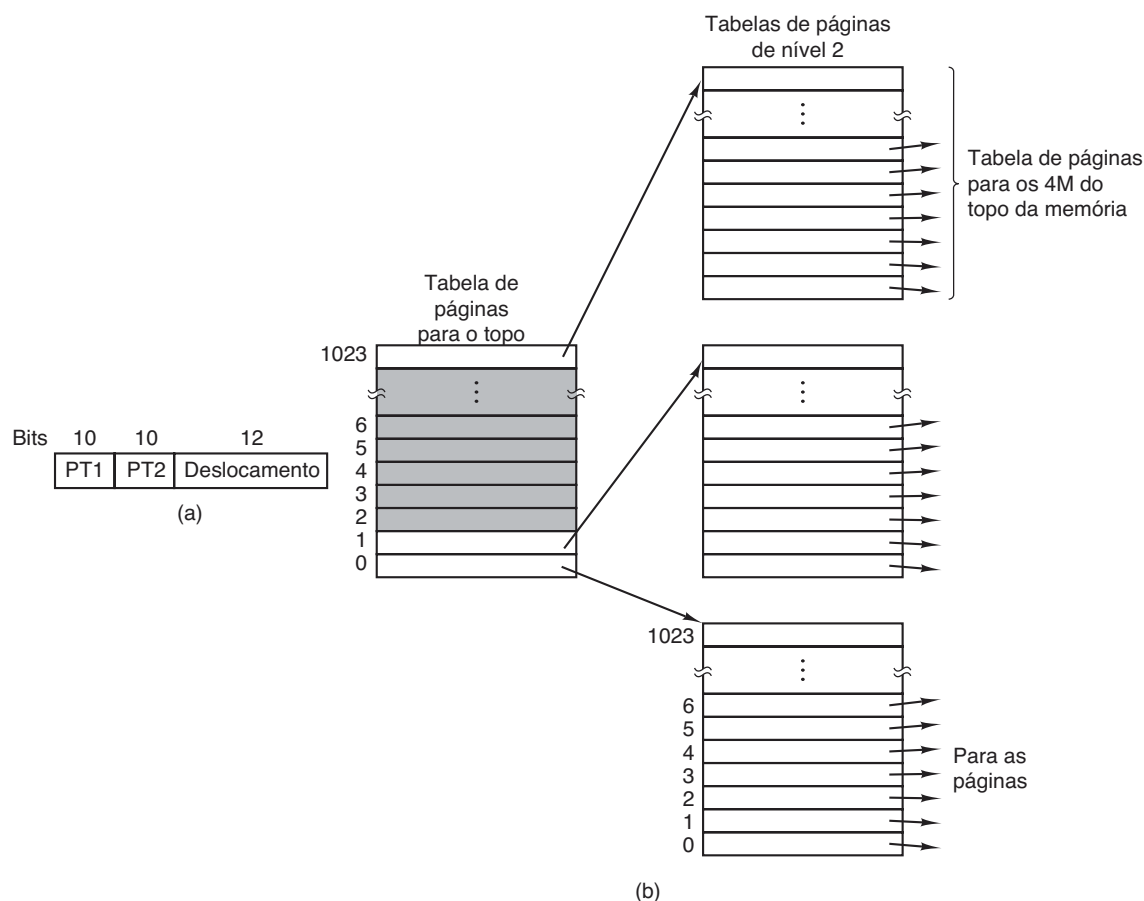 Tabelas de páginas
de nível 2
Tabela de páginas
para os 4M do
topo da memória
Tabela de
páginas
para o topo
1023
6
5
4
3
2
1
0
Bits 10 10 12
PT1 PT2 Deslocamento
(a)
1023
6
5
4
3
2
1
0
Para as
páginas
(b)